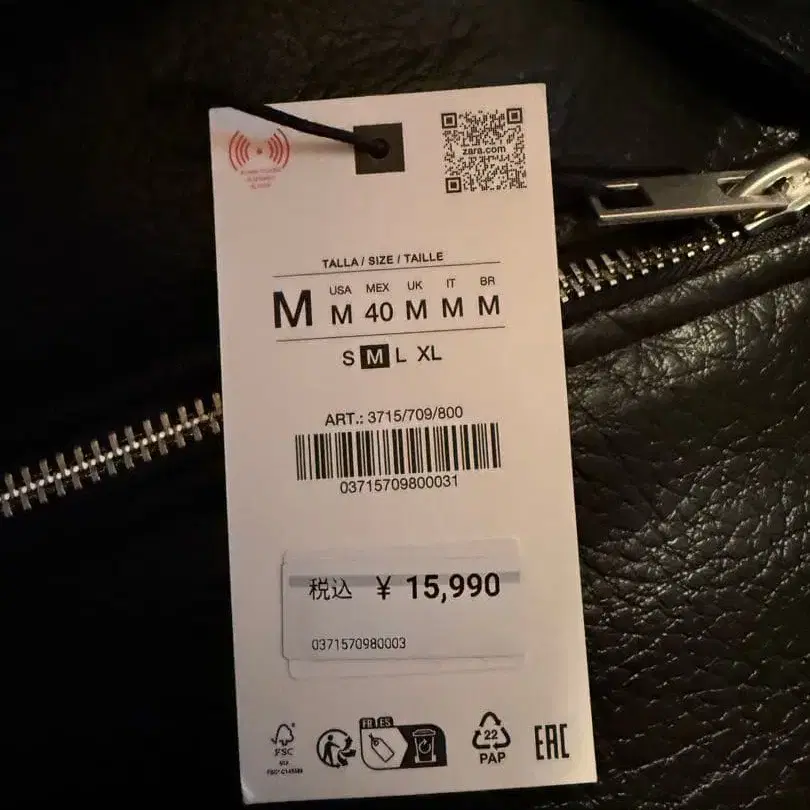 zara.com
TALLA / SIZE / TAILLE
USA MEX UK IT BR
M M 40 M M M
S M L XL
ART.: 3715/709/800
03715709800031
税込 ¥ 15,990
0371570980003
FR ES
FSC
22
PAP
EAC